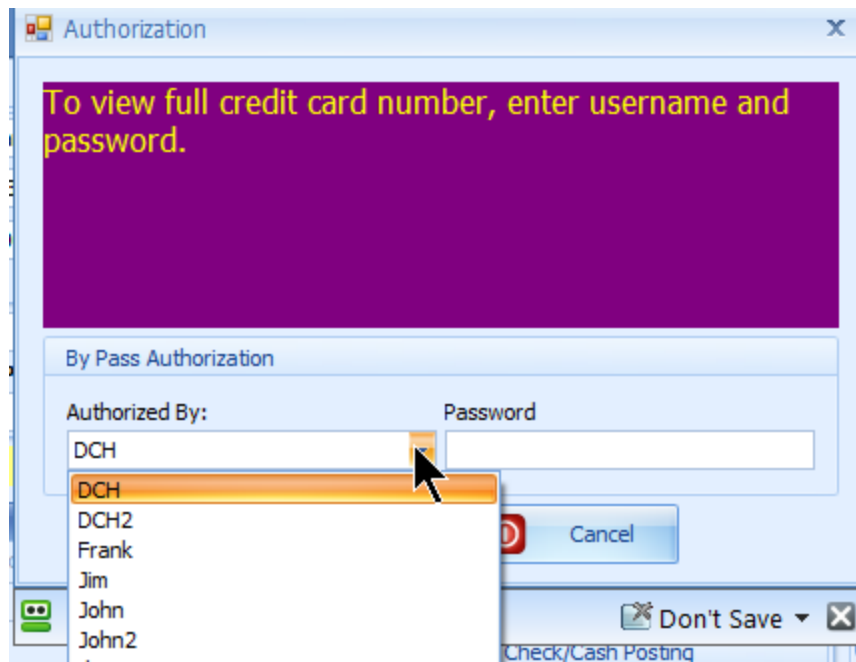 Authorization
To view full credit card number, enter username and
password.
By Pass Authorization
Authorized By:
Password
DCH
DCH
DCH2
Frank
Jim
John
John2
Cancel
Don't Save
Check/Cash Posting